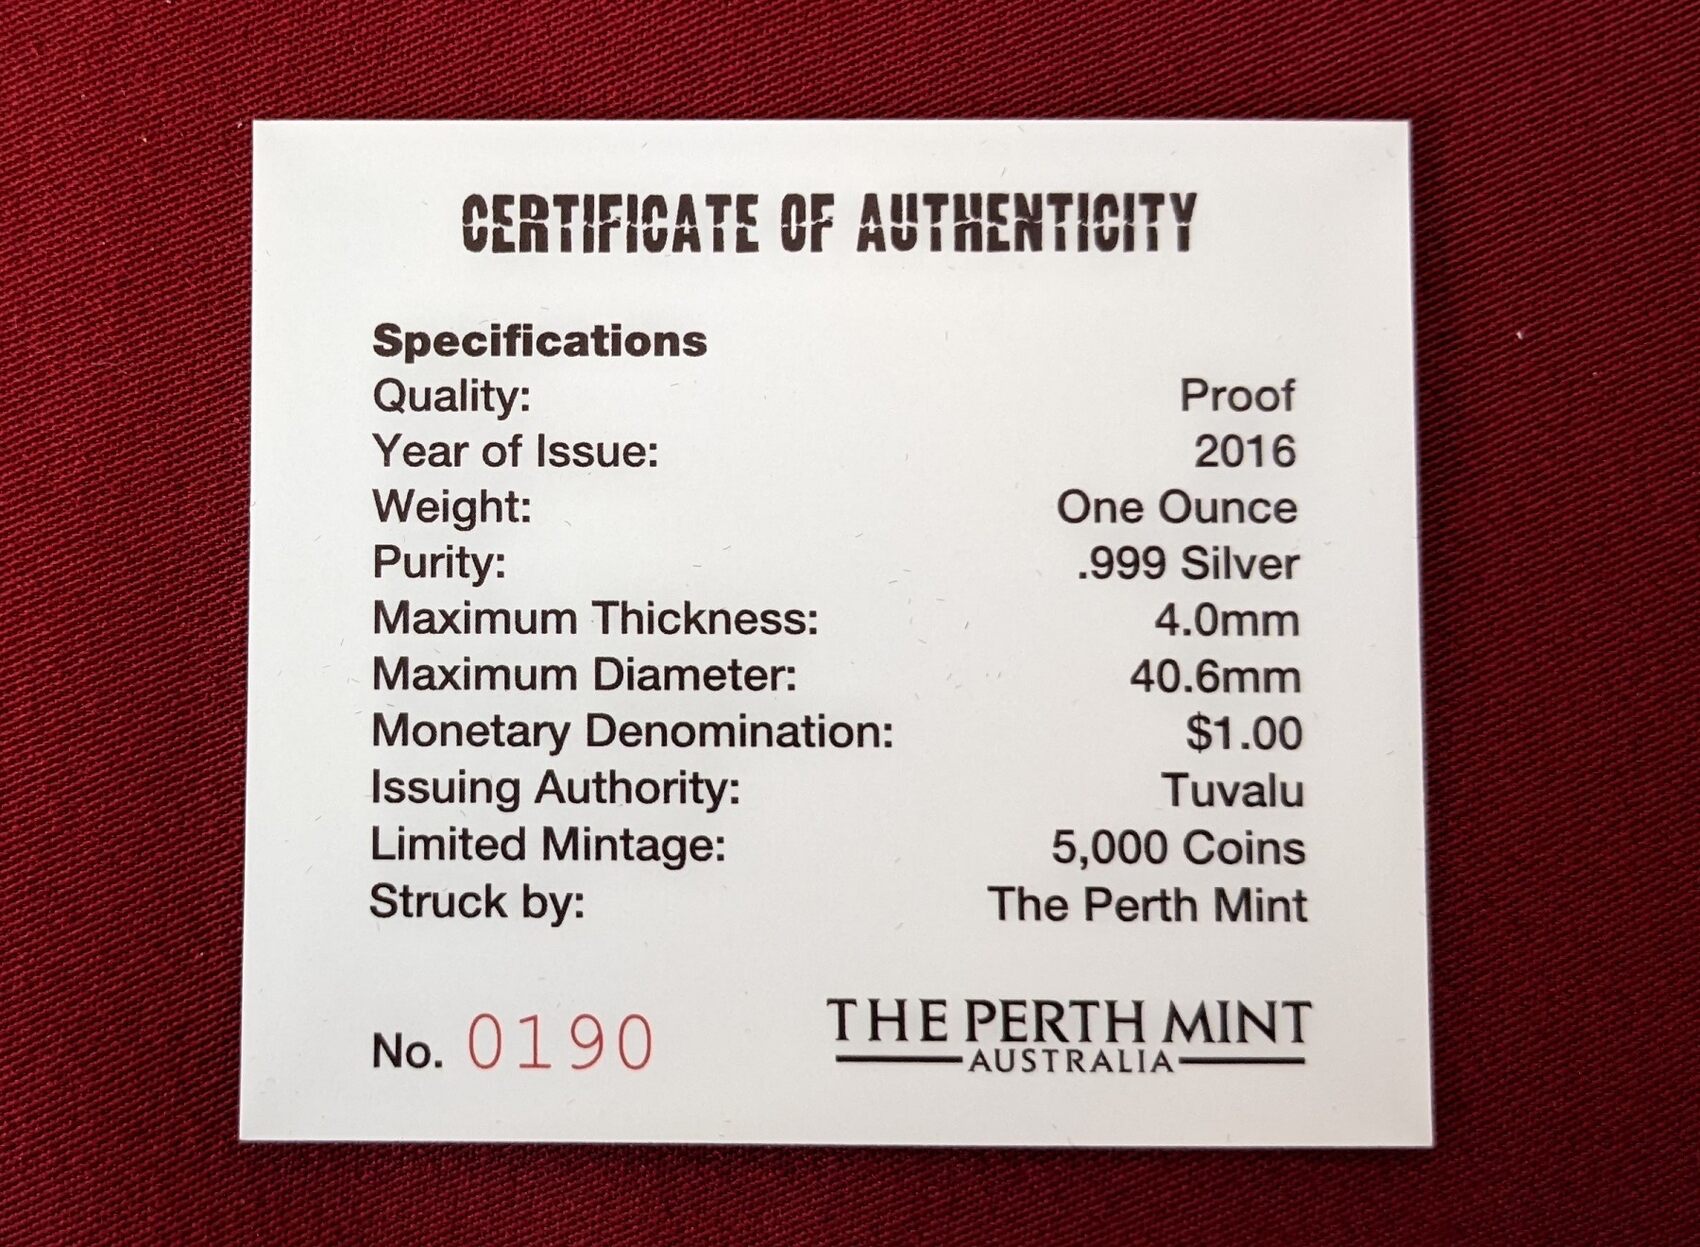 CERTIFICATE OF AUTHENTICITY
Specifications
Quality: Proof
Year of Issue: 2016
Weight: One Ounce
Purity: .999 Silver
Maximum Thickness: 4.0mm
Maximum Diameter: 40.6mm
Monetary Denomination: $1.00
Issuing Authority: Tuvalu
Limited Mintage: 5,000 Coins
Struck by: The Perth Mint
No. 0190
THE PERTH MINT
AUSTRALIA